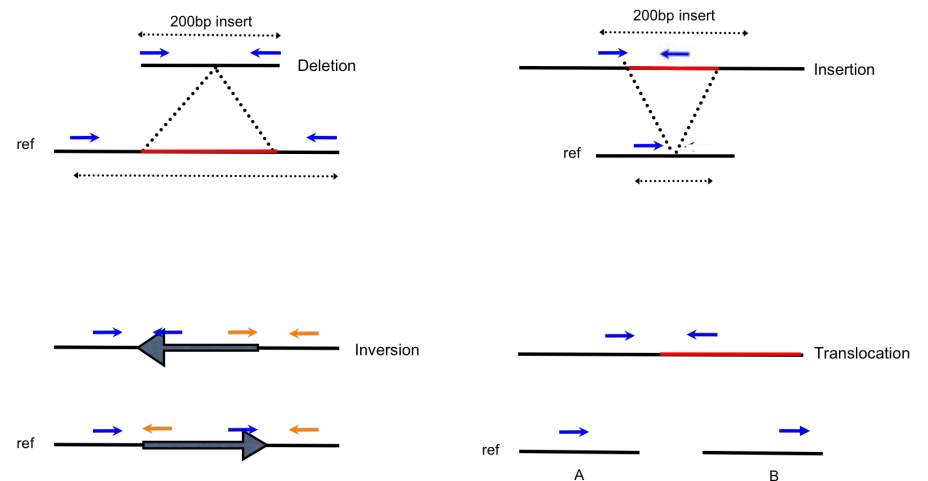 200bp insert
Deletion
ref
200bp insert
Insertion
ref
Inversion
ref
Translocation
ref
A
B